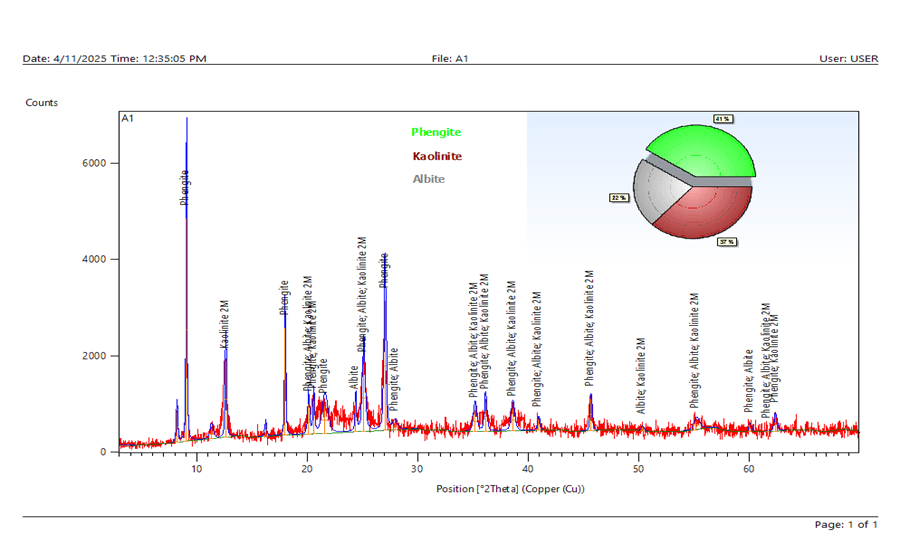 Date: 4/11/2025 Time: 12:35:05 PM
File: A1
User: USER
Counts
A1
Phengite
Kaolinite
Albite
41 %
22 %
37 %
6000
4000
2000
0
Phengite
Kaolinite 2M
Phengite
Phengite; Albite; Kaolinite 2M
Phengite
Albite
Phengite; Albite; Kaolinite 2M
Phengite
Phengite; Albite
Phengite; Albite; Kaolinite 2M
Phengite; Albite; Kaolinite 2M
Phengite; Albite; Kaolinite 2M
Phengite; Albite; Kaolinite 2M
Phengite; Albite; Kaolinite 2M
Albite; Kaolinite 2M
Phengite; Albite; Kaolinite 2M
Phengite; Albite
Phengite; Albite; Kaolinite 2M
Phengite; Kaolinite 2M
10
20
30
40
50
60
Position [°2Theta] (Copper (Cu))
Page: 1 of 1